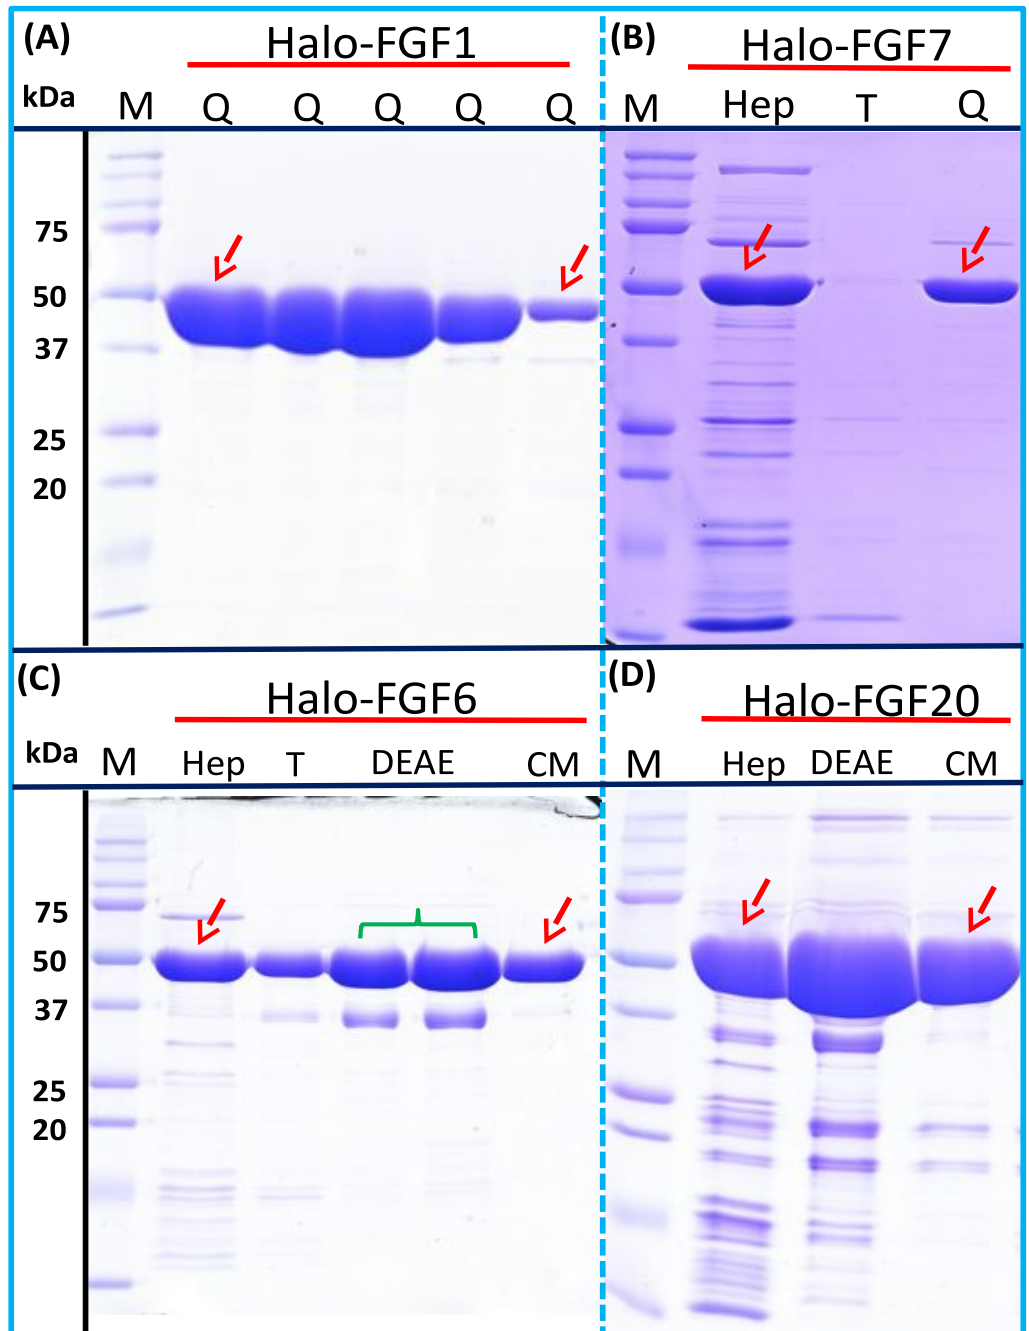 (A) Halo-FGF1
kDa M Q Q Q Q Q
75
50
37
25
20
(B) Halo-FGF7
M Hep T Q
(C) Halo-FGF6
kDa M Hep T DEAE CM
75
50
37
25
20
(D) Halo-FGF20
M Hep DEAE CM